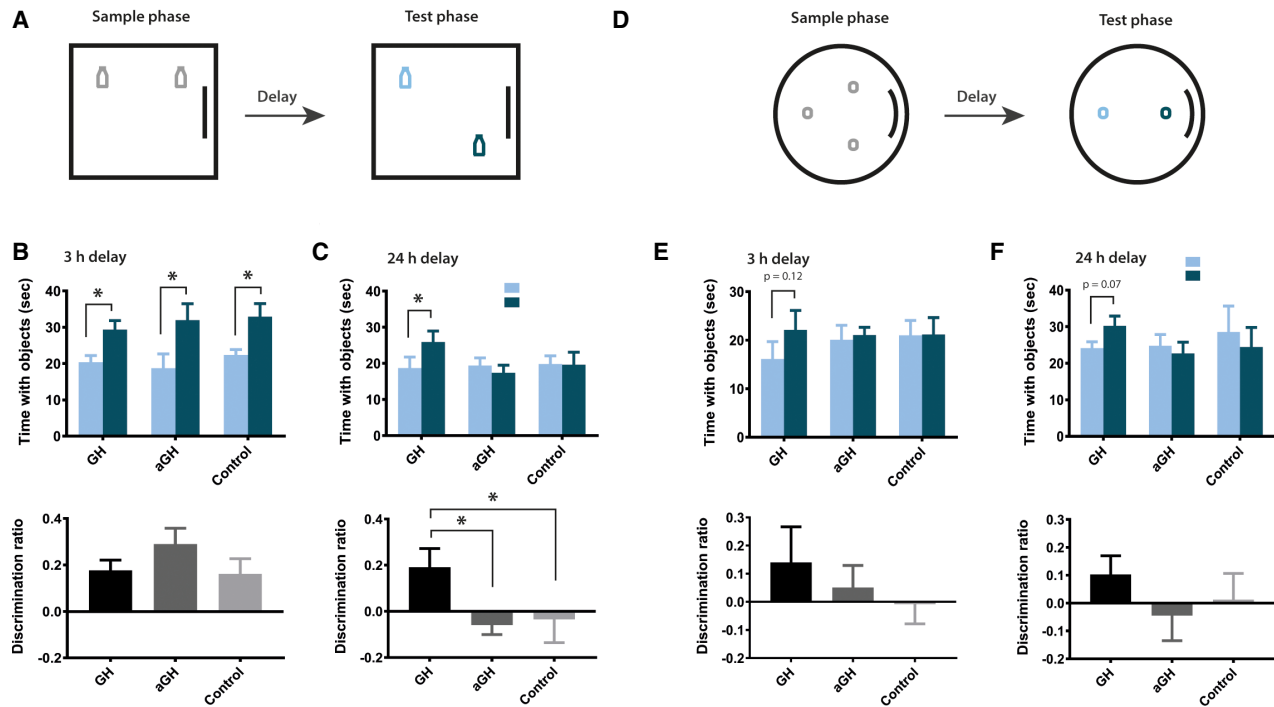 A
Sample phase
Test phase
Delay
D
Sample phase
Test phase
Delay
B
3 h delay
Time with objects (sec)
40
30
20
10
0
*
*
*
GH
aGH
Control
Discrimination ratio
0.4
0.2
0.0
-0.2
GH
aGH
Control
C
24 h delay
Time with objects (sec)
40
30
20
10
0
*
GH
aGH
Control
Discrimination ratio
0.4
0.2
0.0
-0.2
*
*
GH
aGH
Control
E
3 h delay
p = 0.12
Time with objects (sec)
30
20
10
0
GH
aGH
Control
Discrimination ratio
0.3
0.2
0.1
0.0
-0.1
-0.2
GH
aGH
Control
F
24 h delay
p = 0.07
Time with objects (sec)
40
30
20
10
0
GH
aGH
Control
Discrimination ratio
0.3
0.2
0.1
0.0
-0.1
-0.2
GH
aGH
Control